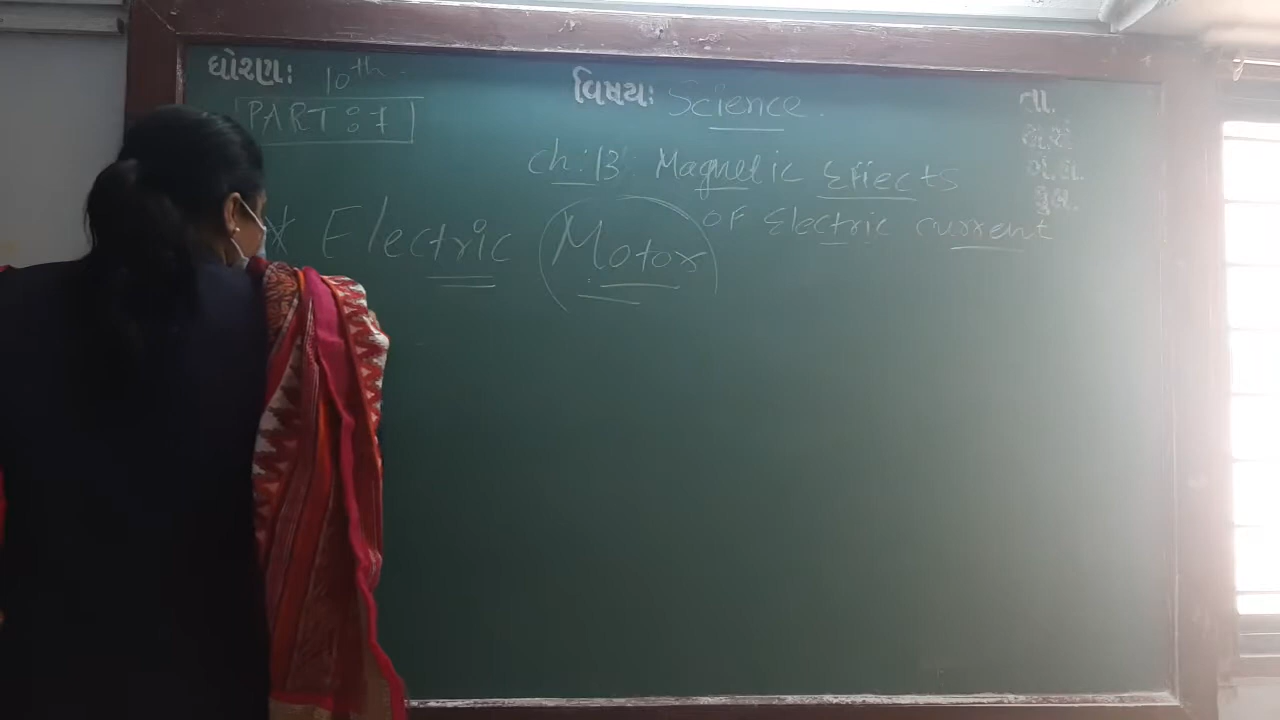 ધોરણઃ 10th
PART : 7
વિષયઃ Science.
ch: 13: Magnetic Effects
of Electric current
* Electric Motor
તા.